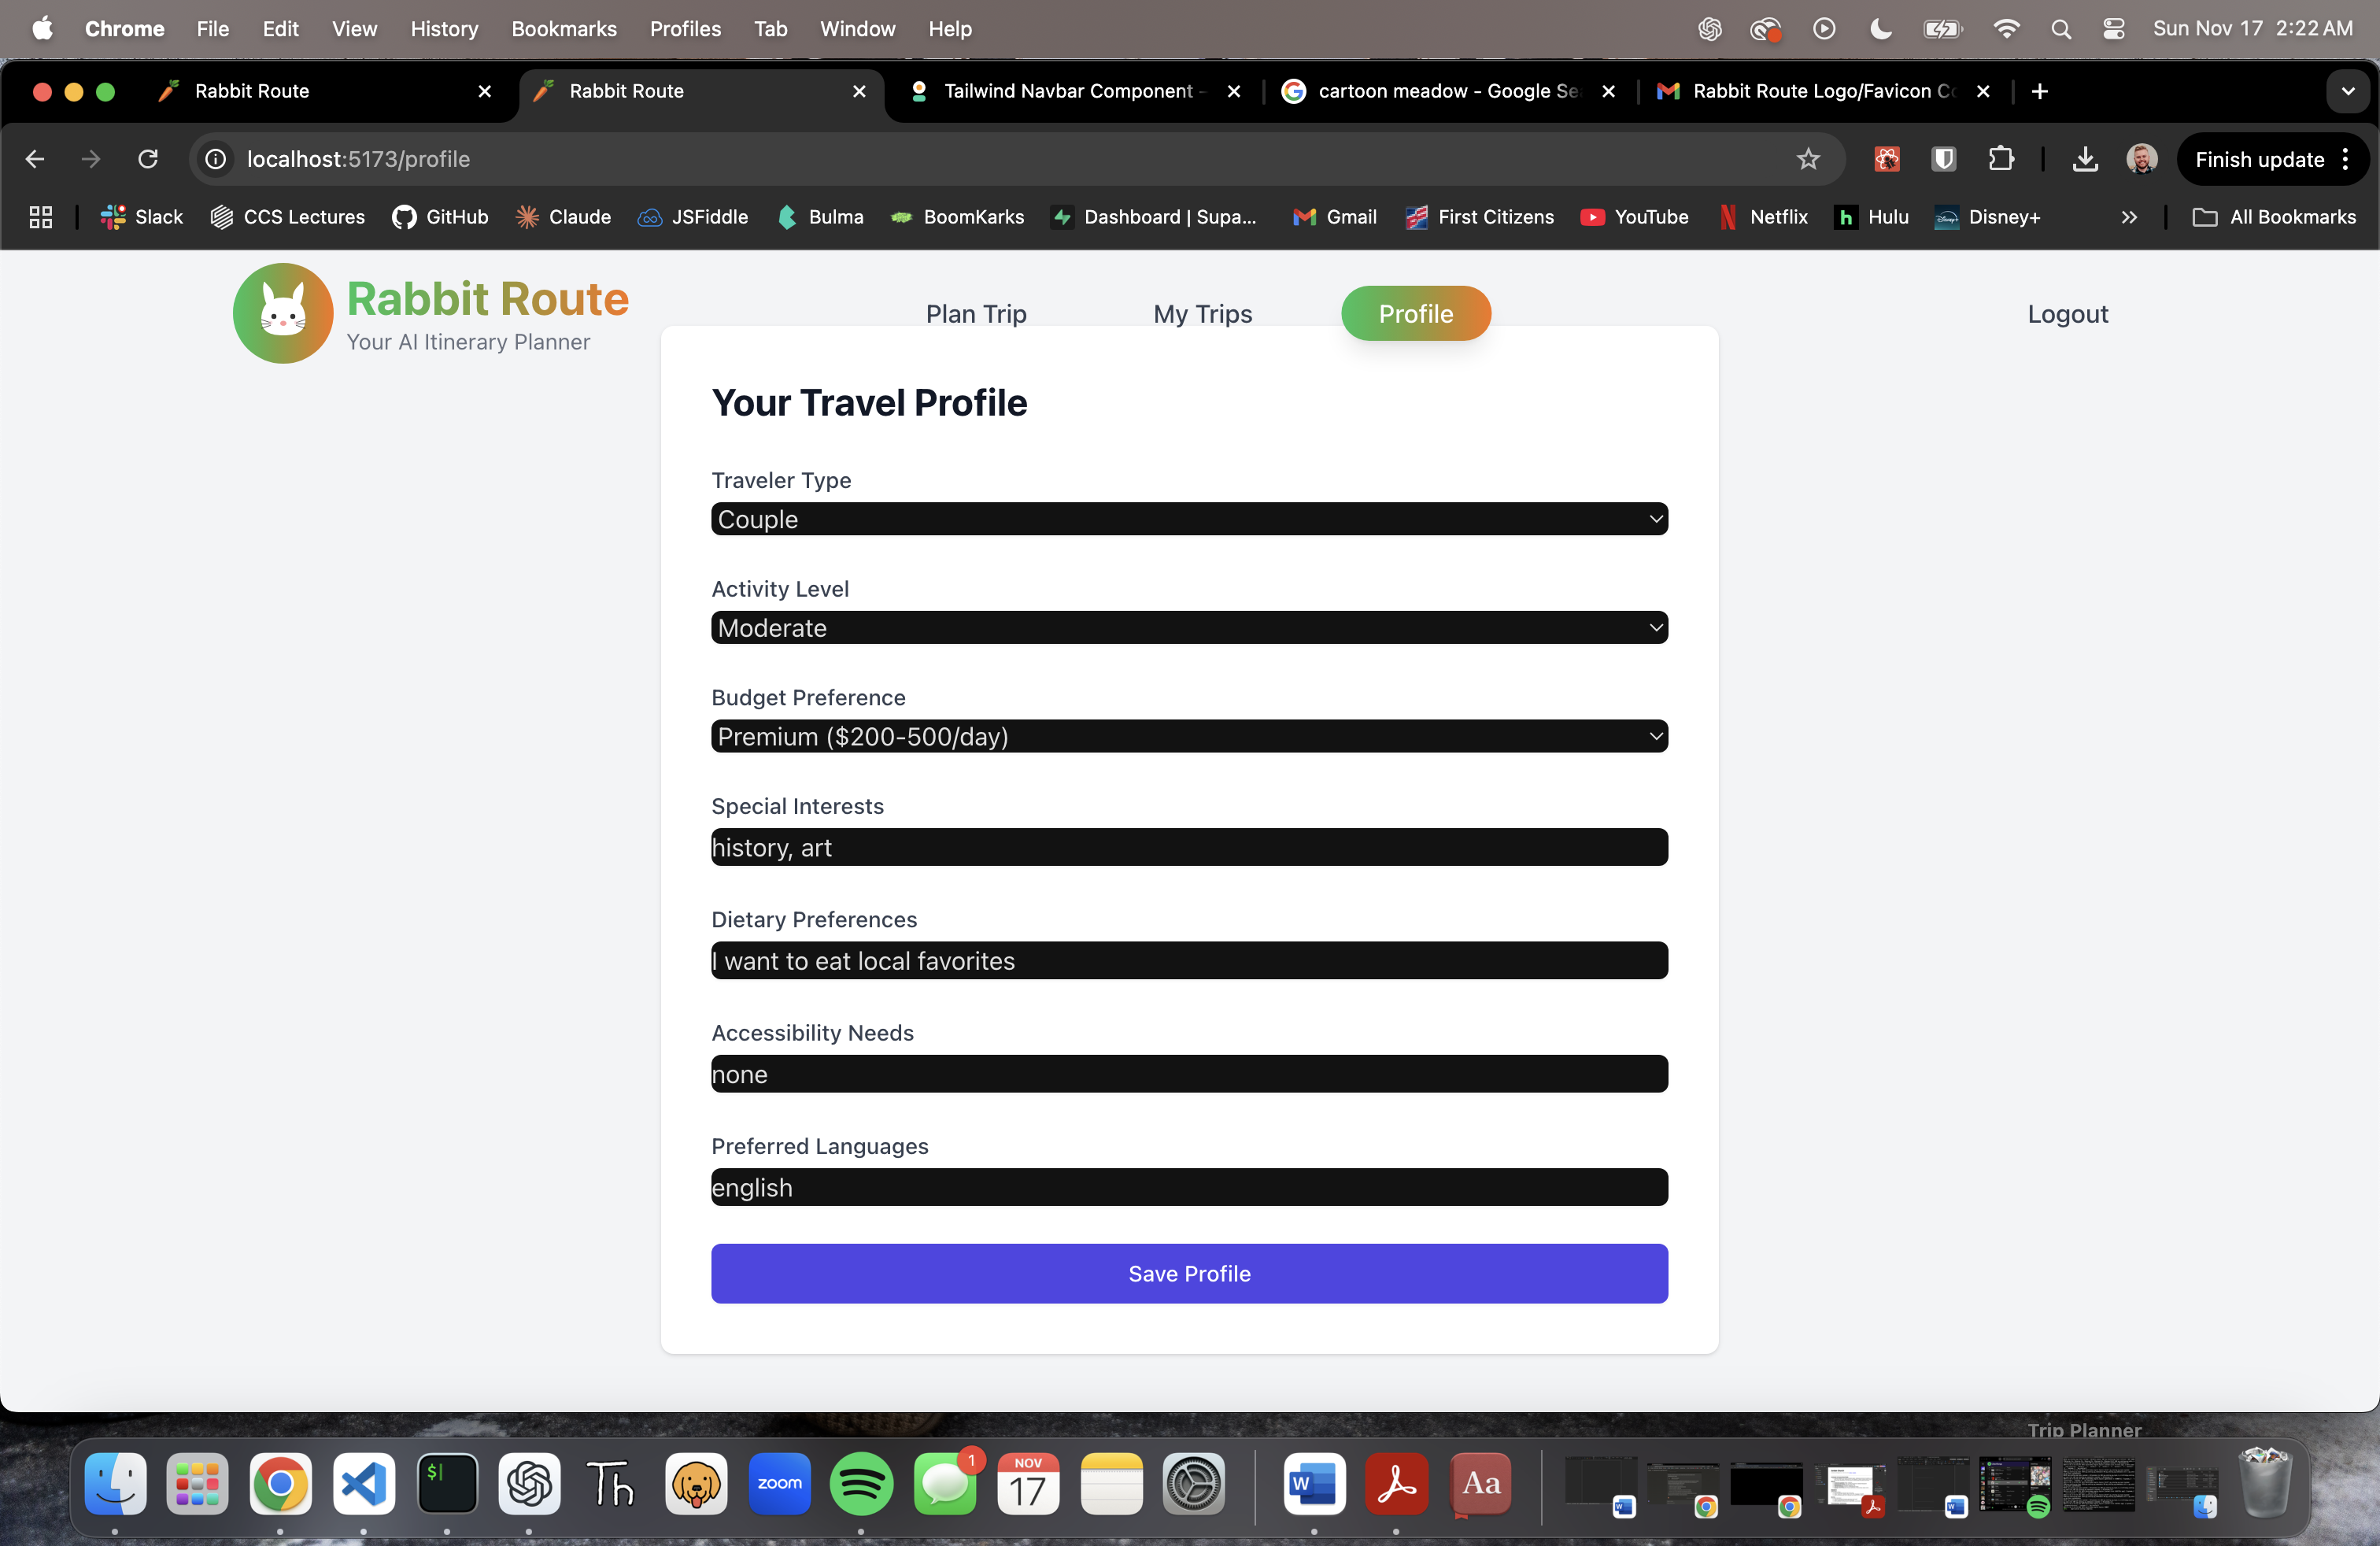 Chrome File Edit View History Bookmarks Profiles Tab Window Help Sun Nov 17 2:22 AM
Rabbit Route Rabbit Route Tailwind Navbar Component - cartoon meadow - Google Se Rabbit Route Logo/Favicon Co
localhost:5173/profile Finish update
Slack CCS Lectures GitHub Claude JSFiddle Bulma BoomKarks Dashboard | Supa... Gmail First Citizens YouTube Netflix Hulu Disney+ All Bookmarks
Rabbit Route
Your AI Itinerary Planner
Plan Trip My Trips Profile Logout
Your Travel Profile
Traveler Type
Couple
Activity Level
Moderate
Budget Preference
Premium ($200-500/day)
Special Interests
history, art
Dietary Preferences
I want to eat local favorites
Accessibility Needs
none
Preferred Languages
english
Save Profile
Trip Planner
$ Th zoom 1 NOV 17 W Aa